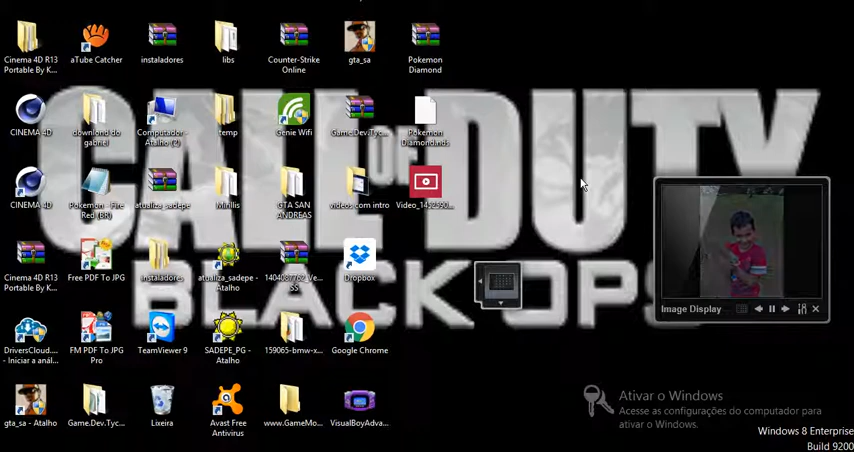 CALL OF DUTY
BLACK OPS
Cinema 4D R13
Portable By K...
aTube Catcher
instaladores
libs
Counter-Strike
Online
gta_sa
Pokemon
Diamond
CINEMA 4D
downlond do
gabriel
Computador -
Atalho (2)
temp
Genie Wifi
Game.Dev.Tyc...
Pokemon
Diamond.nds
CINEMA 4D
Pokemon - Fire
Red (BR)
atualiza_sadepe
Mirillis
GTA SAN
ANDREAS
videos com intro
Cinema 4D R13
Portable By K...
Free PDF To JPG
Instaladores
atualiza_sadepe -
Atalho
Dropbox
DriversCloud....
- Iniciar a anál...
FM PDF To JPG
Pro
TeamViewer 9
SADEPE_PG -
Atalho
159065-bmw-x...
Google Chrome
gta_sa - Atalho
Game.Dev.Tyc...
Lixeira
Avast Free
Antivirus
www.GameMo...
VisualBoyAdva...
Image Display
Ativar o Windows
Acesse as configurações do computador para
ativar o Windows.
Windows 8 Enterprise
Build 9200